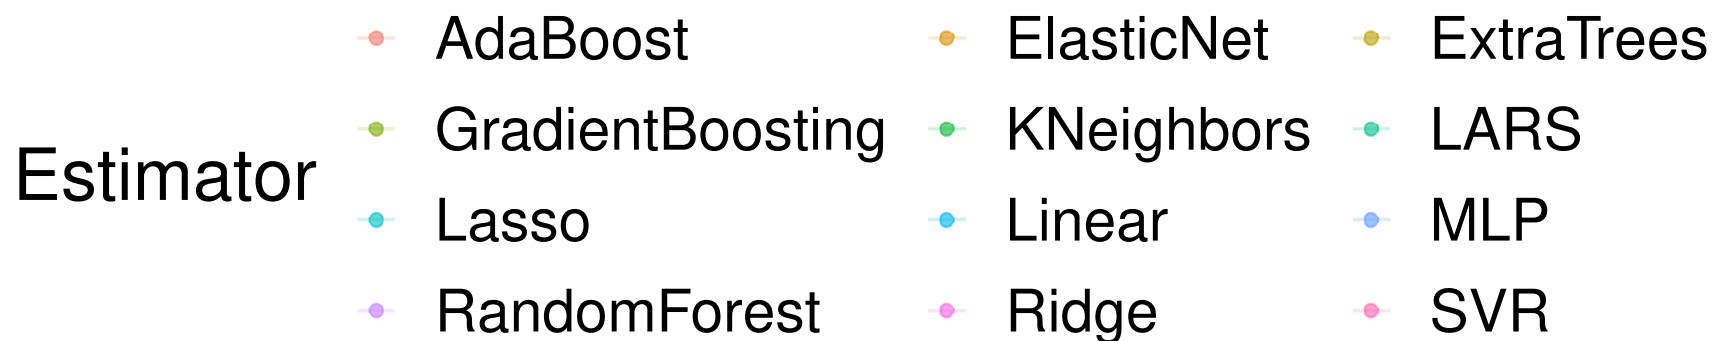 Estimator
AdaBoost ElasticNet ExtraTrees
GradientBoosting KNeighbors LARS
Lasso Linear MLP
RandomForest Ridge SVR